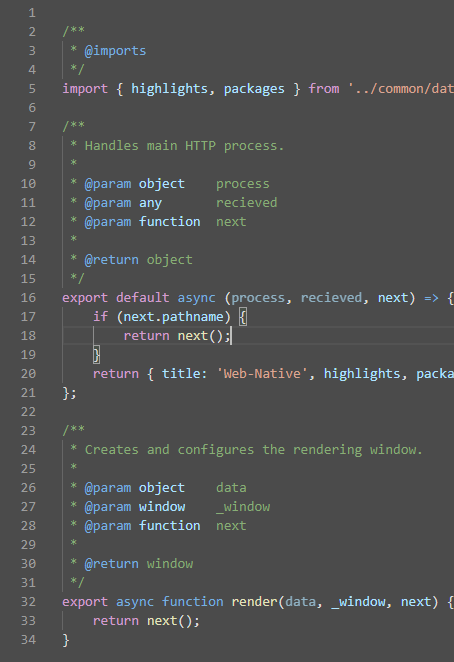 1
2 /**
3  * @imports
4  */
5 import { highlights, packages } from '../common/dat
6
7 /**
8  * Handles main HTTP process.
9  *
10  * @param object    process
11  * @param any       recieved
12  * @param function  next
13  *
14  * @return object
15  */
16 export default async (process, recieved, next) => {
17     if (next.pathname) {
18         return next();
19     }
20     return { title: 'Web-Native', highlights, packa
21 };
22
23 /**
24  * Creates and configures the rendering window.
25  *
26  * @param object    data
27  * @param window    _window
28  * @param function  next
29  *
30  * @return window
31  */
32 export async function render(data, _window, next) {
33     return next();
34 }